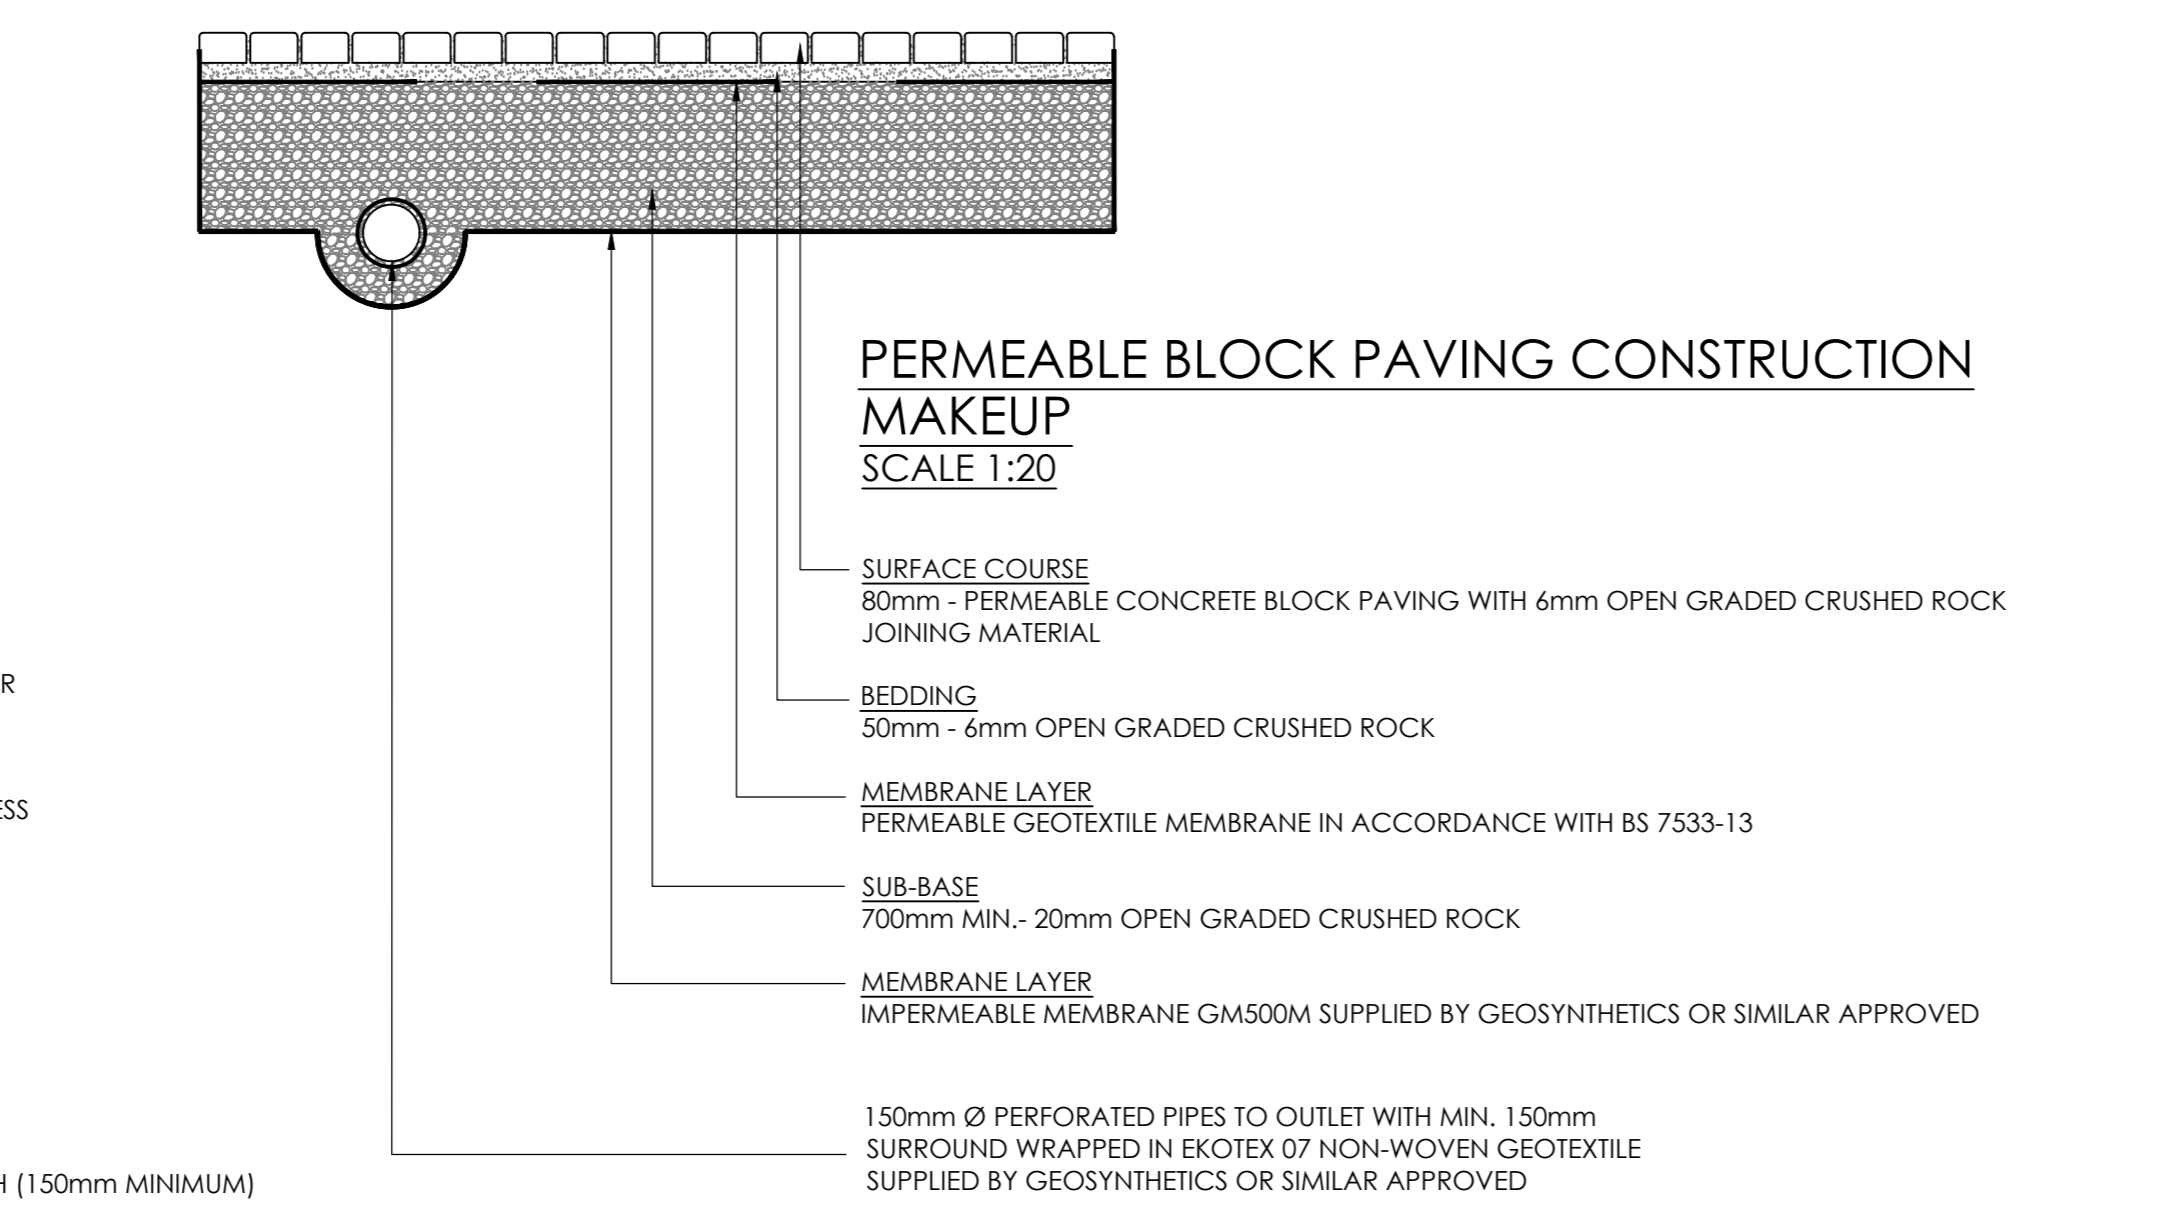 PERMEABLE BLOCK PAVING CONSTRUCTION
MAKEUP
SCALE 1:20
SURFACE COURSE
80mm - PERMEABLE CONCRETE BLOCK PAVING WITH 6mm OPEN GRADED CRUSHED ROCK
JOINING MATERIAL
BEDDING
50mm - 6mm OPEN GRADED CRUSHED ROCK
MEMBRANE LAYER
PERMEABLE GEOTEXTILE MEMBRANE IN ACCORDANCE WITH BS 7533-13
SUB-BASE
700mm MIN.- 20mm OPEN GRADED CRUSHED ROCK
MEMBRANE LAYER
IMPERMEABLE MEMBRANE GM500M SUPPLIED BY GEOSYNTHETICS OR SIMILAR APPROVED
150mm Ø PERFORATED PIPES TO OUTLET WITH MIN. 150mm
SURROUND WRAPPED IN EKOTEX 07 NON-WOVEN GEOTEXTILE
SUPPLIED BY GEOSYNTHETICS OR SIMILAR APPROVED
R
ESS
H (150mm MINIMUM)